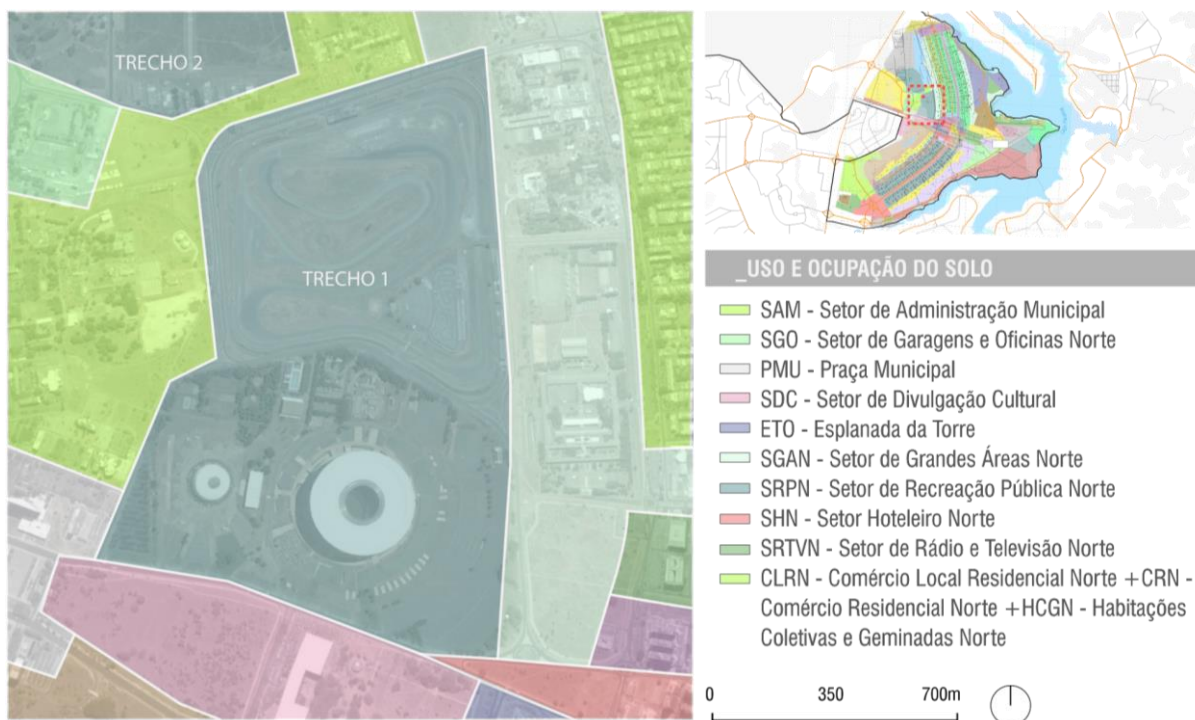 TRECHO 2
TRECHO 1
_USO E OCUPAÇÃO DO SOLO
SAM - Setor de Administração Municipal
SGO - Setor de Garagens e Oficinas Norte
PMU - Praça Municipal
SDC - Setor de Divulgação Cultural
ETO - Esplanada da Torre
SGAN - Setor de Grandes Áreas Norte
SRPN - Setor de Recreação Pública Norte
SHN - Setor Hoteleiro Norte
SRTVN - Setor de Rádio e Televisão Norte
CLRN - Comércio Local Residencial Norte +CRN -
Comércio Residencial Norte +HCGN - Habitações
Coletivas e Geminadas Norte
0 350 700m